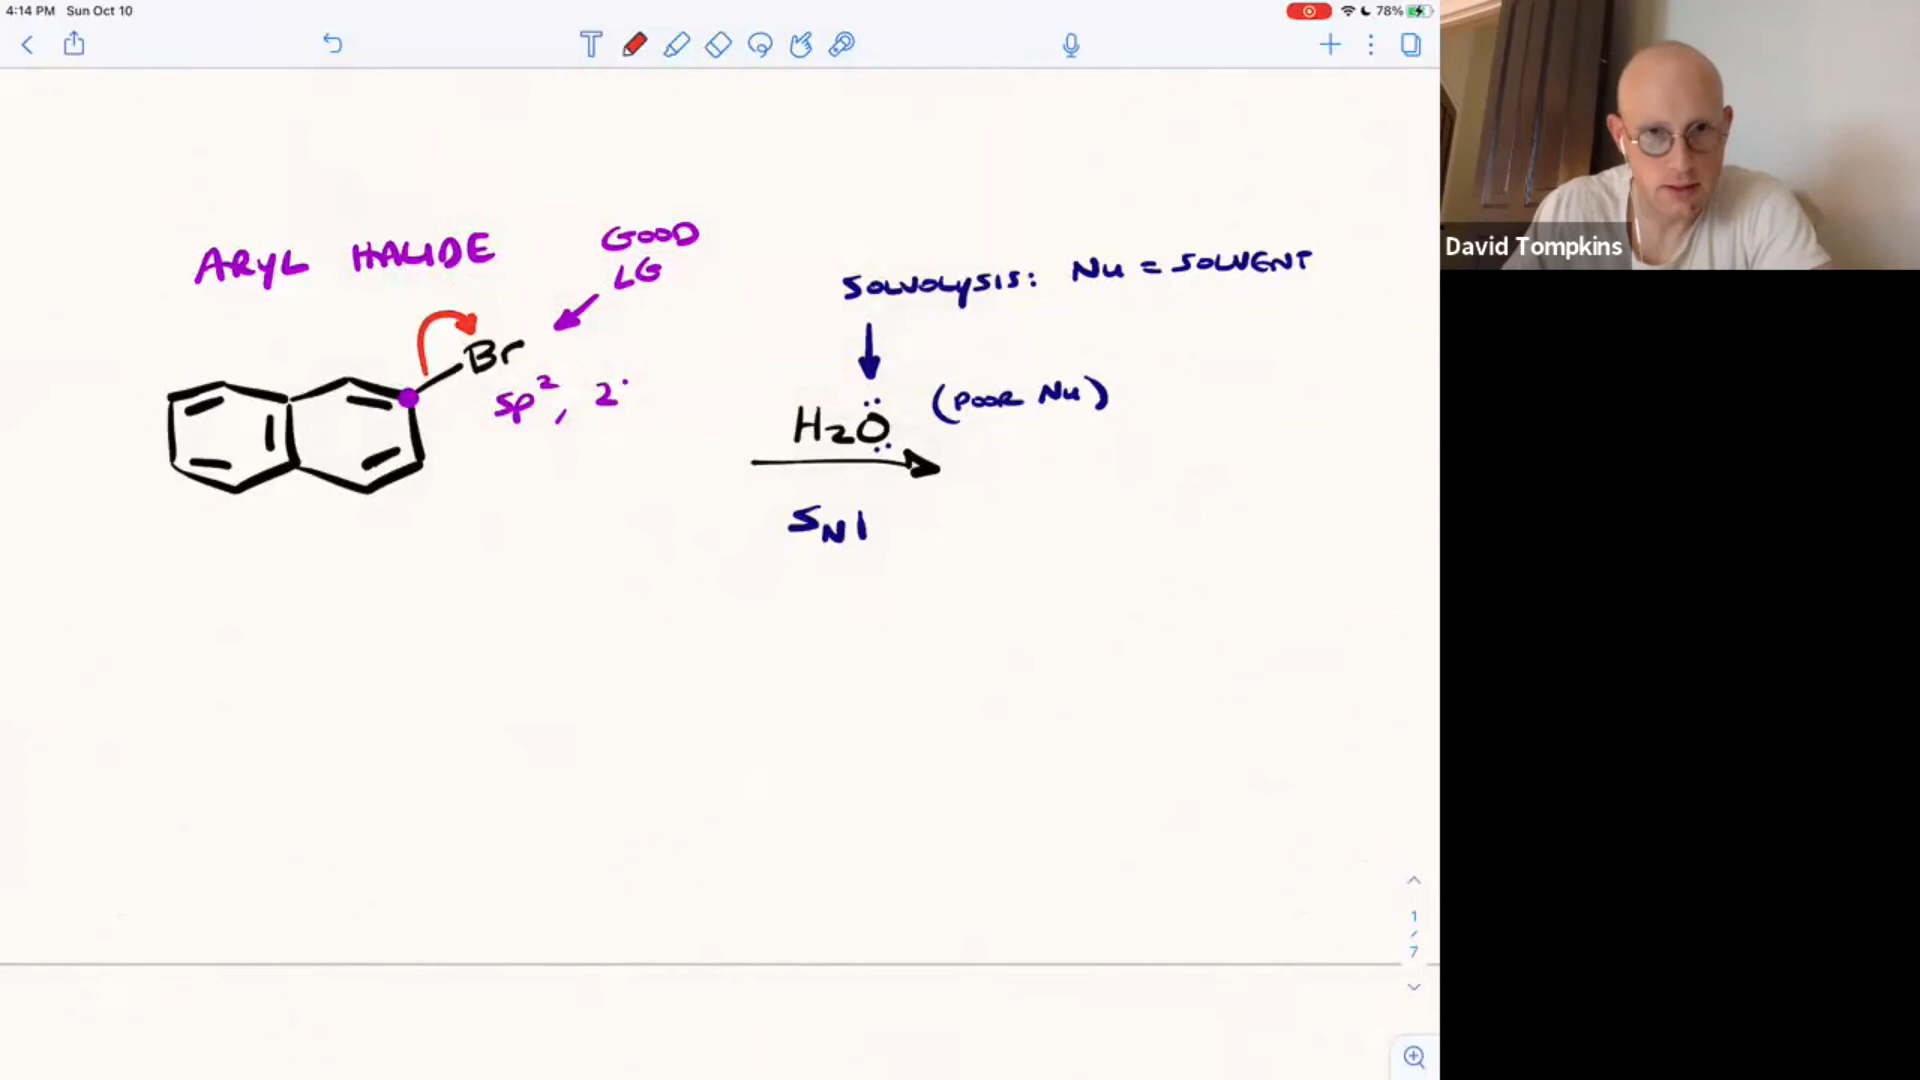 4:14 PM Sun Oct 10
78%
T
David Tompkins
ARYL HALIDE
GOOD
LG
SOLVOLYSIS: Nu = SOLVENT
Br
sp², 2°
H₂O
(POOR Nu)
SN1
1
/
7